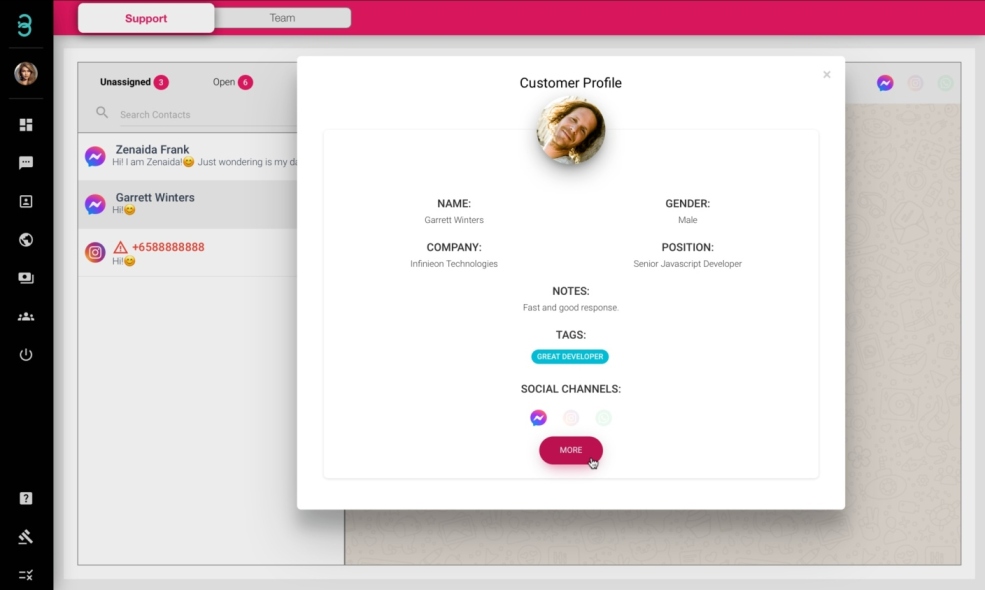 Support
Team
Unassigned 3
Open 6
Search Contacts
Zenaida Frank
Hi! I am Zenaida!😊 Just wondering is my da
Garrett Winters
Hi!😊
+6588888888
Hi!😊
Customer Profile
×
NAME:
Garrett Winters
GENDER:
Male
COMPANY:
Infinieon Technologies
POSITION:
Senior Javascript Developer
NOTES:
Fast and good response.
TAGS:
GREAT DEVELOPER
SOCIAL CHANNELS:
MORE